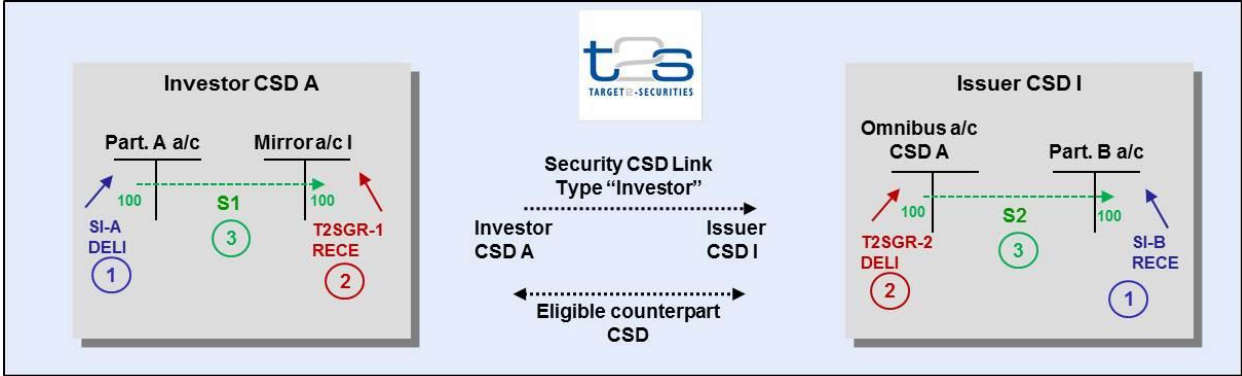 Investor CSD A
Part. A a/c
Mirror a/c I
100
100
S1
SI-A
DELI
1
3
T2SGR-1
RECE
2
t2s
TARGET2-SECURITIES
Security CSD Link
Type “Investor”
Investor
CSD A
Issuer
CSD I
Eligible counterpart
CSD
Issuer CSD I
Omnibus a/c
CSD A
Part. B a/c
100
100
S2
T2SGR-2
DELI
2
3
SI-B
RECE
1